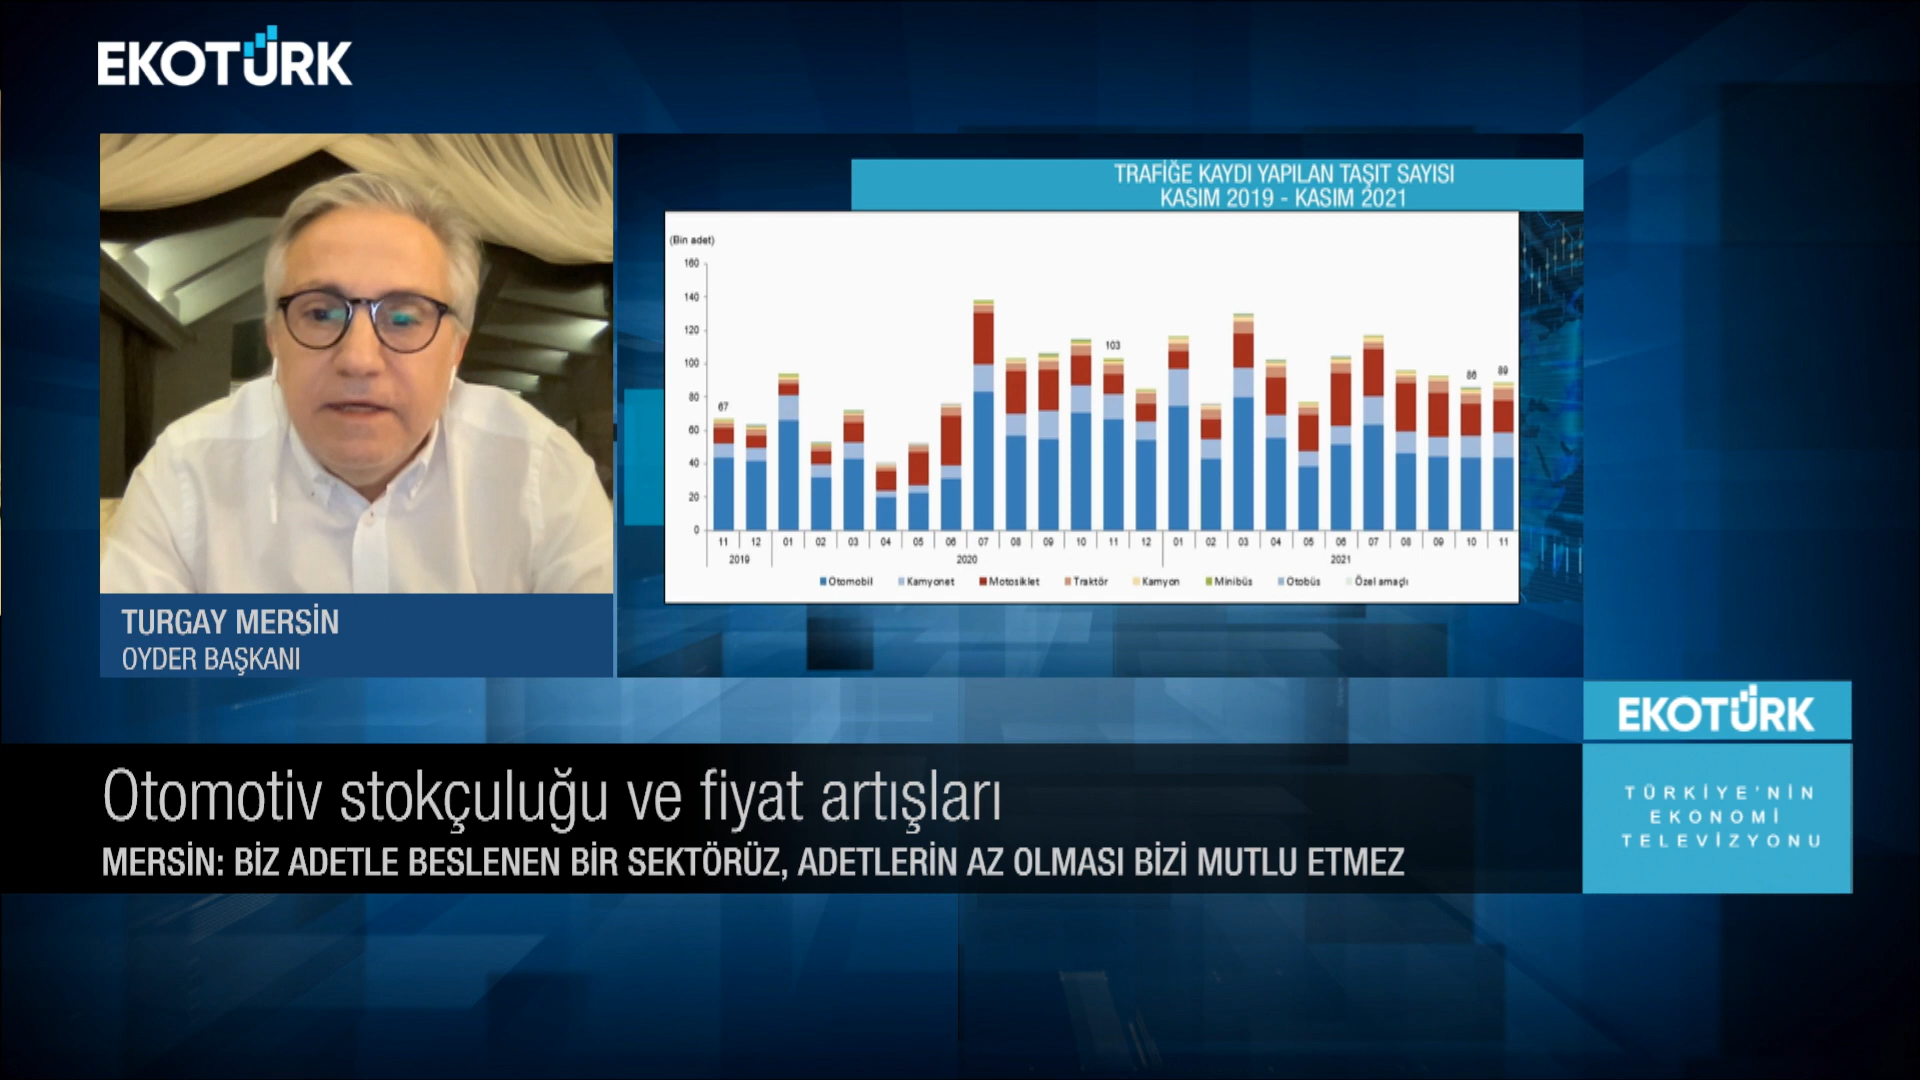 EKOTÜRK
TRAFİĞE KAYDI YAPILAN TAŞIT SAYISI
KASIM 2019 - KASIM 2021
(Bin adet)
160
140
120
100
80
60
40
20
0
67
103
86
89
11 12 01 02 03 04 05 06 07 08 09 10 11 12 01 02 03 04 05 06 07 08 09 10 11
2019 2020 2021
Otomobil Kamyonet Motosiklet Traktör Kamyon Minibüs Otobüs Özel amaçlı
TURGAY MERSİN
OYDER BAŞKANI
EKOTÜRK
TÜRKİYE'NİN
EKONOMİ
TELEVİZYONU
Otomotiv stokçuluğu ve fiyat artışları
MERSİN: BİZ ADETLE BESLENEN BİR SEKTÖRÜZ, ADETLERİN AZ OLMASI BİZİ MUTLU ETMEZ